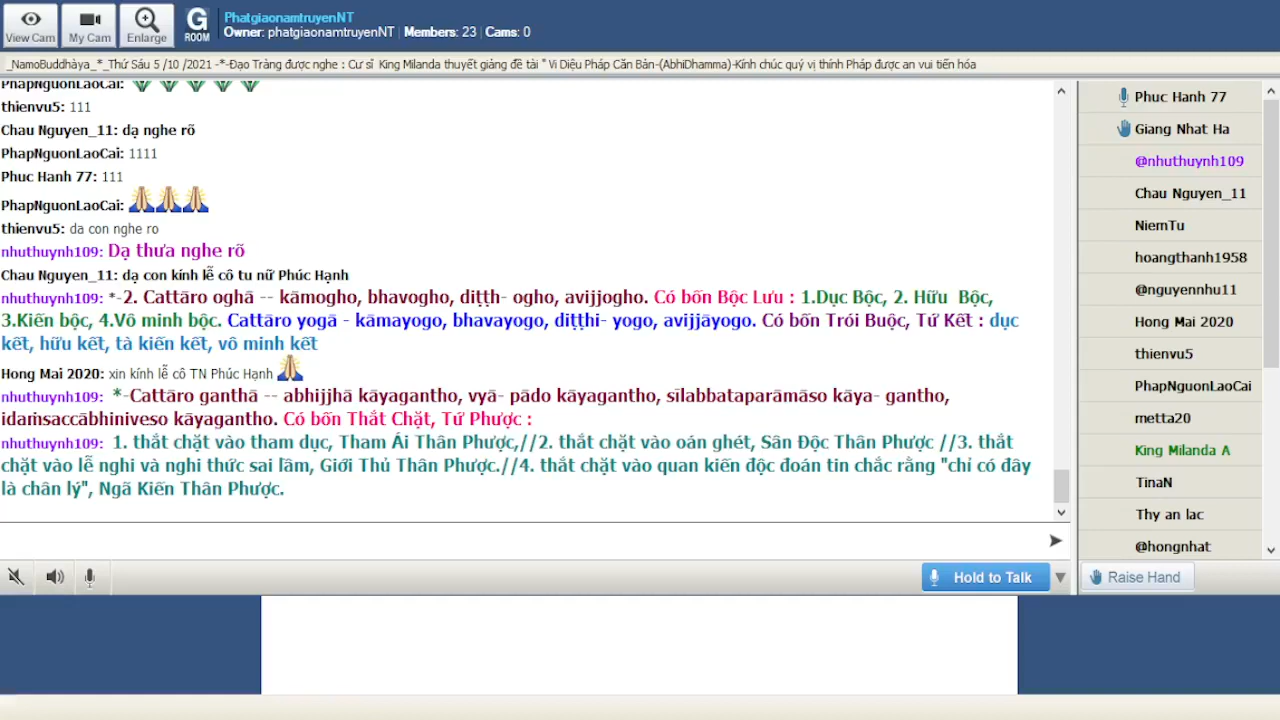 View Cam
My Cam
Enlarge
G
ROOM
PhatgiaonamtruyenNT
Owner: phatgiaonamtruyenNT | Members: 23 | Cams: 0
_NamoBuddhàya_*_Thứ Sáu 5 /10 /2021 -*-Đạo Tràng được nghe : Cư sĩ King Milanda thuyết giảng đề tài " Vi Diệu Pháp Căn Bản-(AbhiDhamma)-Kính chúc quý vị thính Pháp được an vui tiến hóa
PhapNguonLaoCai:
thienvu5: 111
Chau Nguyen_11: dạ nghe rõ
PhapNguonLaoCai: 1111
Phuc Hanh 77: 111
PhapNguonLaoCai:
thienvu5: da con nghe ro
nhuthuynh109: Dạ thưa nghe rõ
Chau Nguyen_11: dạ con kính lễ cô tu nữ Phúc Hạnh
nhuthuynh109: *-2. Cattāro oghā -- kāmogho, bhavogho, diṭṭh- ogho, avijjogho. Có bốn Bộc Lưu : 1.Dục Bộc, 2. Hữu Bộc,
3.Kiến bộc, 4.Vô minh bộc. Cattāro yogā - kāmayogo, bhavayogo, diṭṭhi- yogo, avijjāyogo. Có bốn Trói Buộc, Tứ Kết : dục
kết, hữu kết, tà kiến kết, vô minh kết
Hong Mai 2020: xin kính lễ cô TN Phúc Hạnh
nhuthuynh109: *-Cattāro ganthā -- abhijjhā kāyagantho, vyā- pādo kāyagantho, sīlabbataparāmāso kāya- gantho,
idaṁsaccābhiniveso kāyagantho. Có bốn Thắt Chặt, Tứ Phược :
nhuthuynh109: 1. thắt chặt vào tham dục, Tham Ái Thân Phược,//2. thắt chặt vào oán ghét, Sân Độc Thân Phược //3. thắt
chặt vào lễ nghi và nghi thức sai lầm, Giới Thủ Thân Phược.//4. thắt chặt vào quan kiến độc đoán tin chắc rằng "chỉ có đây
là chân lý", Ngã Kiến Thân Phược.
Hold to Talk
Phuc Hanh 77
Giang Nhat Ha
@nhuthuynh109
Chau Nguyen_11
NiemTu
hoangthanh1958
@nguyennhu11
Hong Mai 2020
thienvu5
PhapNguonLaoCai
metta20
King Milanda A
TinaN
Thy an lac
@hongnhat
Raise Hand